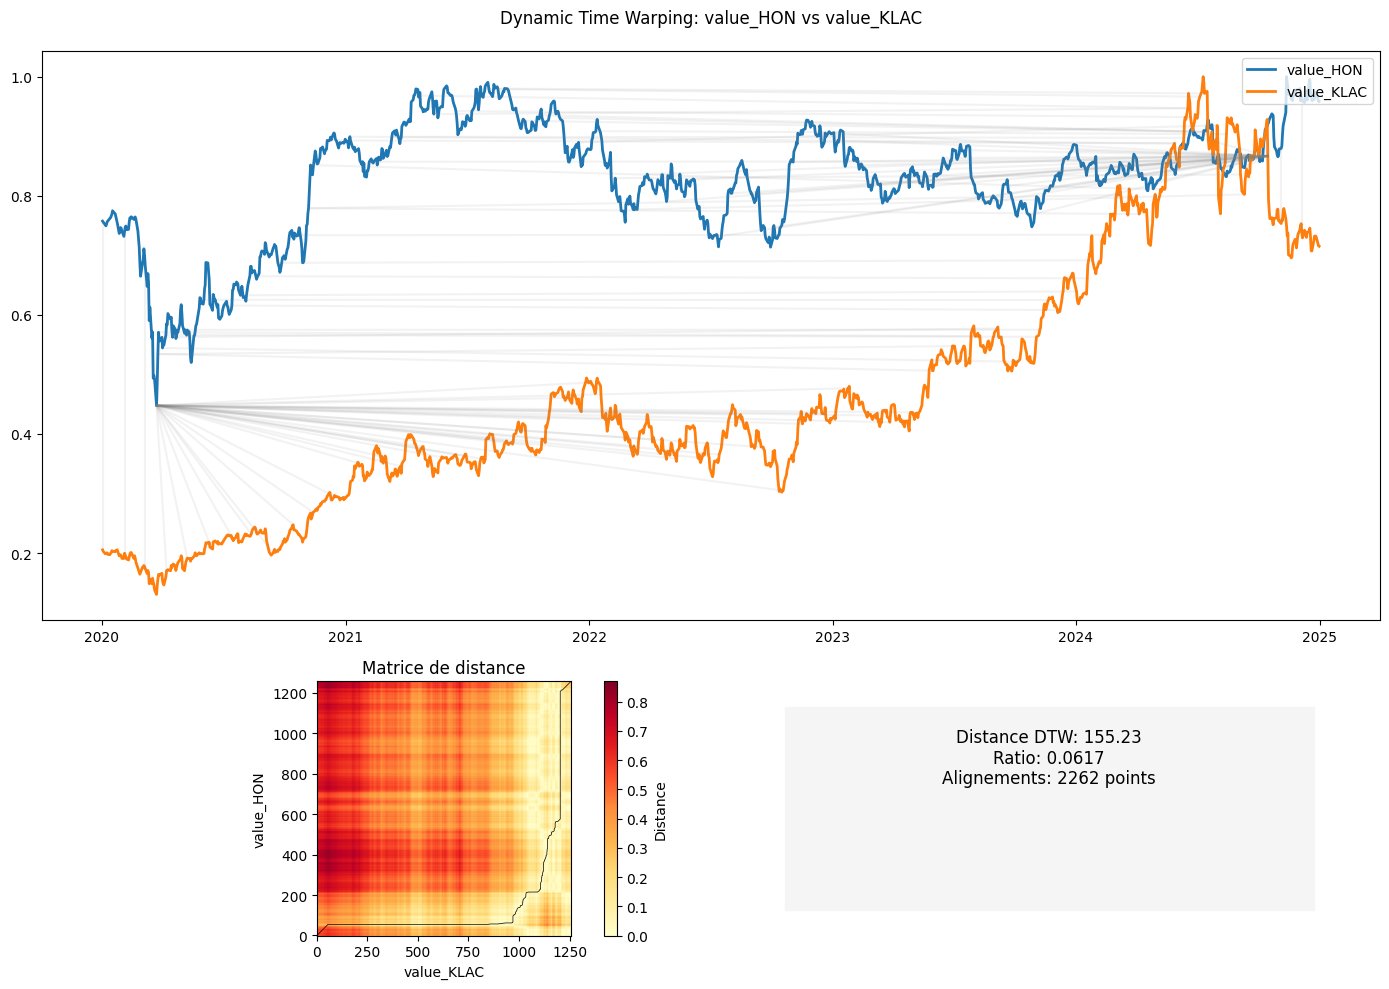 Dynamic Time Warping: value_HON vs value_KLAC
value_HON
value_KLAC
1.0
0.8
0.6
0.4
0.2
2020 2021 2022 2023 2024 2025
Matrice de distance
value_HON
1200
1000
800
600
400
200
0
0 250 500 750 1000 1250
value_KLAC
0.8
0.7
0.6
0.5
0.4
0.3
0.2
0.1
0.0
Distance
Distance DTW: 155.23
Ratio: 0.0617
Alignements: 2262 points